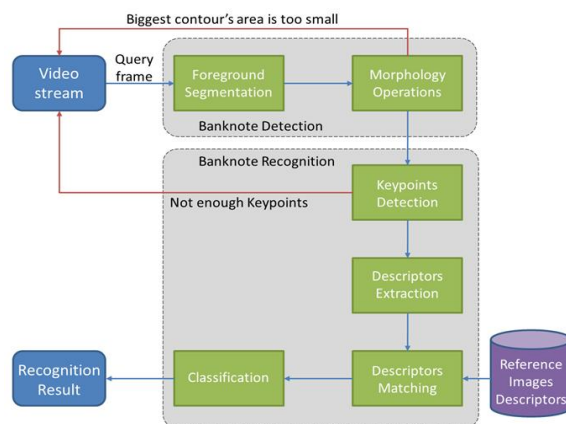 Biggest contour's area is too small
Query
frame
Video
stream
Foreground
Segmentation
Morphology
Operations
Banknote Detection
Banknote Recognition
Keypoints
Detection
Not enough Keypoints
Descriptors
Extraction
Recognition
Result
Classification
Descriptors
Matching
Reference
Images
Descriptors